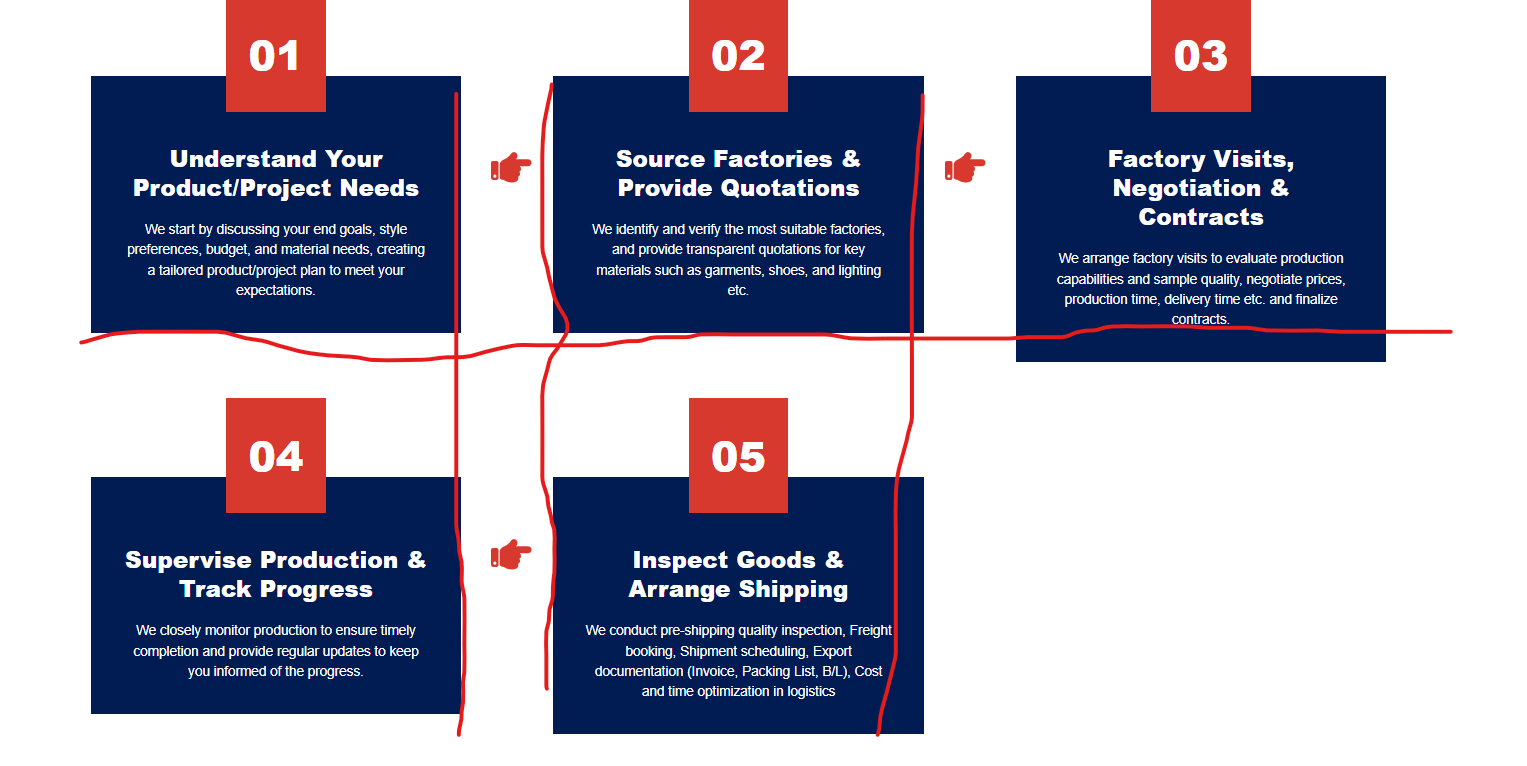 01
Understand Your
Product/Project Needs
We start by discussing your end goals, style
preferences, budget, and material needs, creating
a tailored product/project plan to meet your
expectations.
02
Source Factories &
Provide Quotations
We identify and verify the most suitable factories,
and provide transparent quotations for key
materials such as garments, shoes, and lighting
etc.
03
Factory Visits,
Negotiation &
Contracts
We arrange factory visits to evaluate production
capabilities and sample quality, negotiate prices,
production time, delivery time etc. and finalize
contracts.
04
Supervise Production &
Track Progress
We closely monitor production to ensure timely
completion and provide regular updates to keep
you informed of the progress.
05
Inspect Goods &
Arrange Shipping
We conduct pre-shipping quality inspection, Freight
booking, Shipment scheduling, Export
documentation (Invoice, Packing List, B/L), Cost
and time optimization in logistics